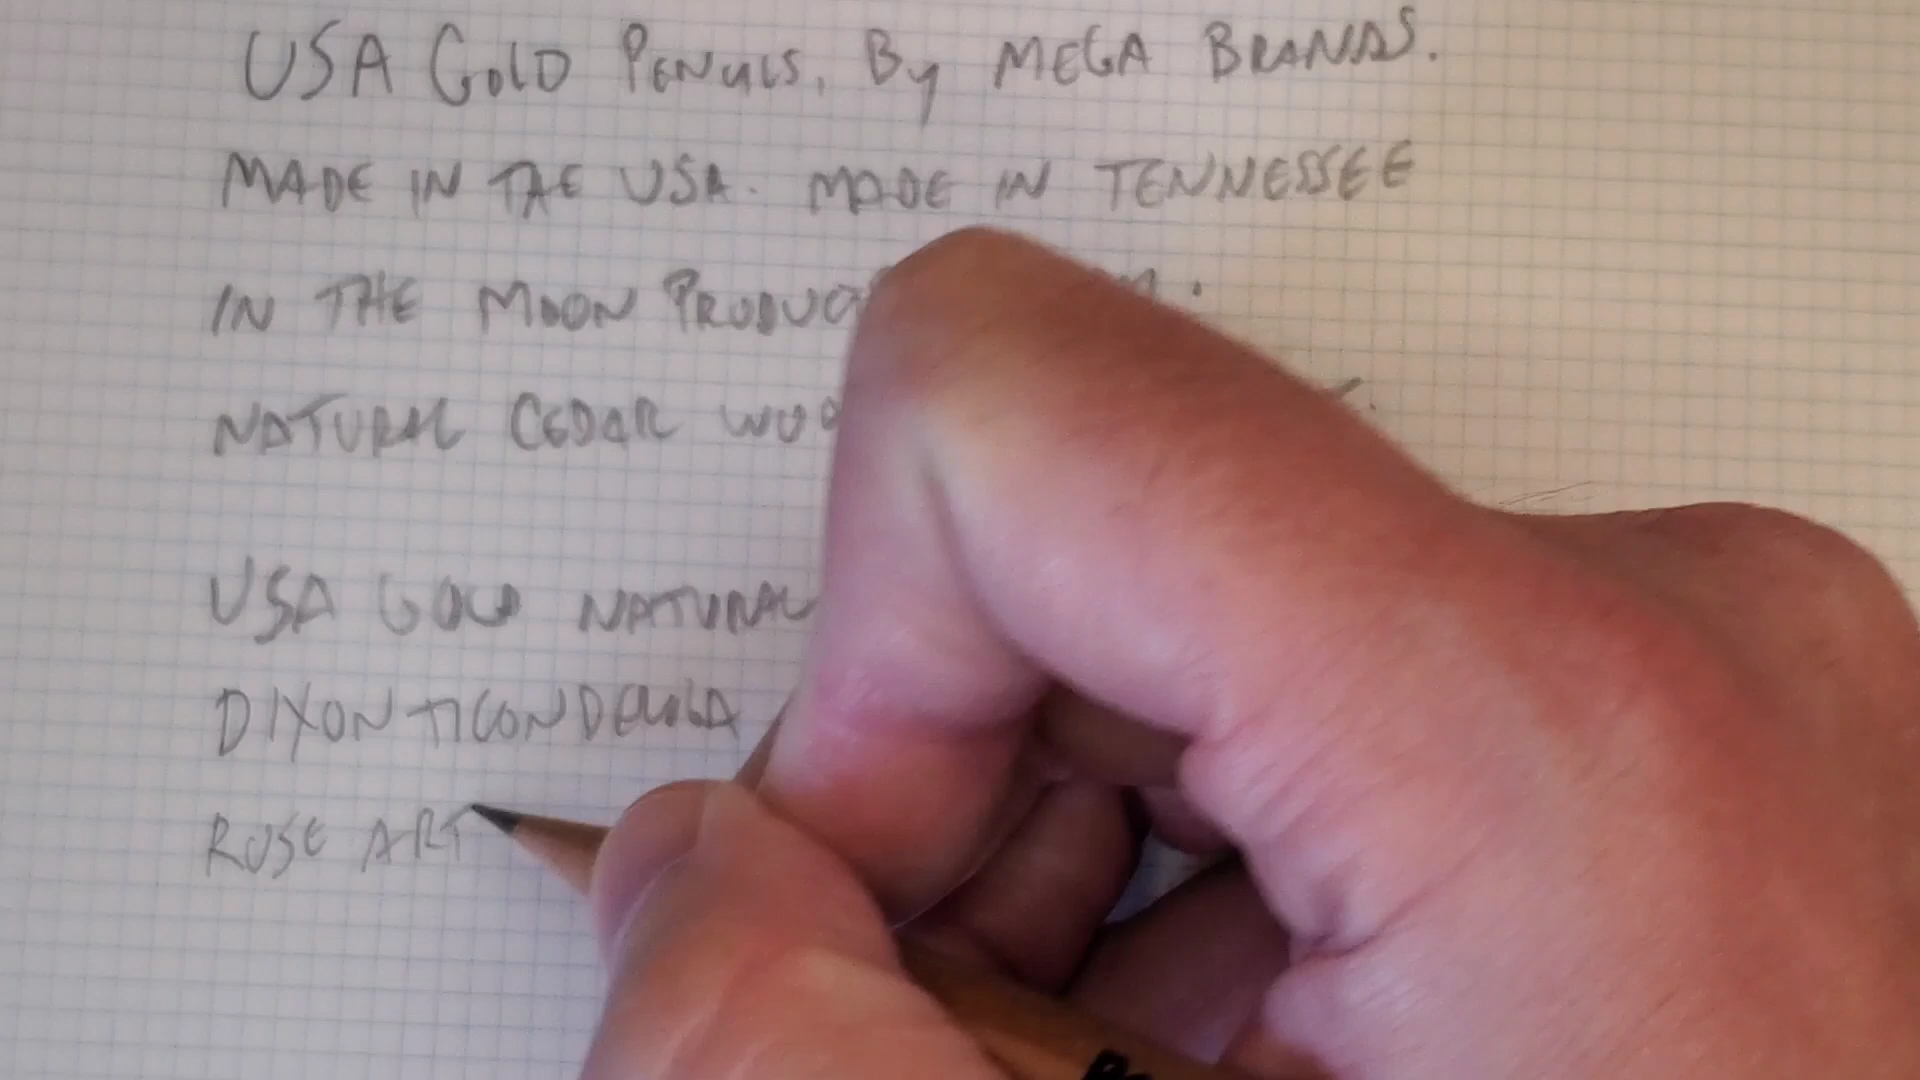 USA GOLD PENCILS, BY MEGA BRANDS.
MADE IN THE USA. MADE IN TENNESSEE
IN THE MOON PRODUC
NATURAL CEDAR WOO
USA GOLD NATURAL
DIXON TICONDEROGA
ROSE ART